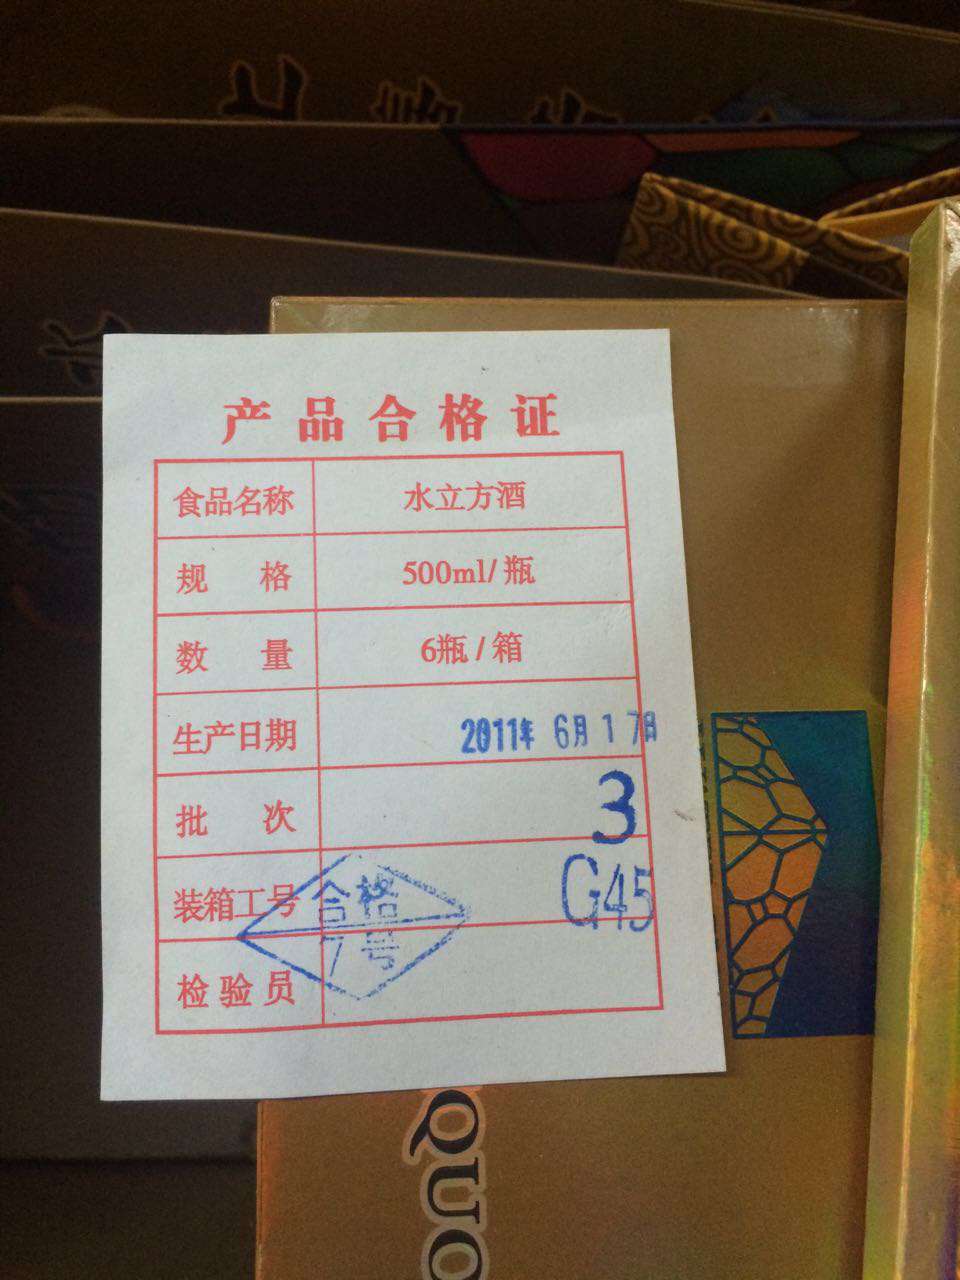 产品合格证
食品名称 水立方酒
规格 500ml/瓶
数量 6瓶/箱
生产日期 2011年 6月 17日
批次 3
装箱工号 G45
合格
7号
检验员
QUO